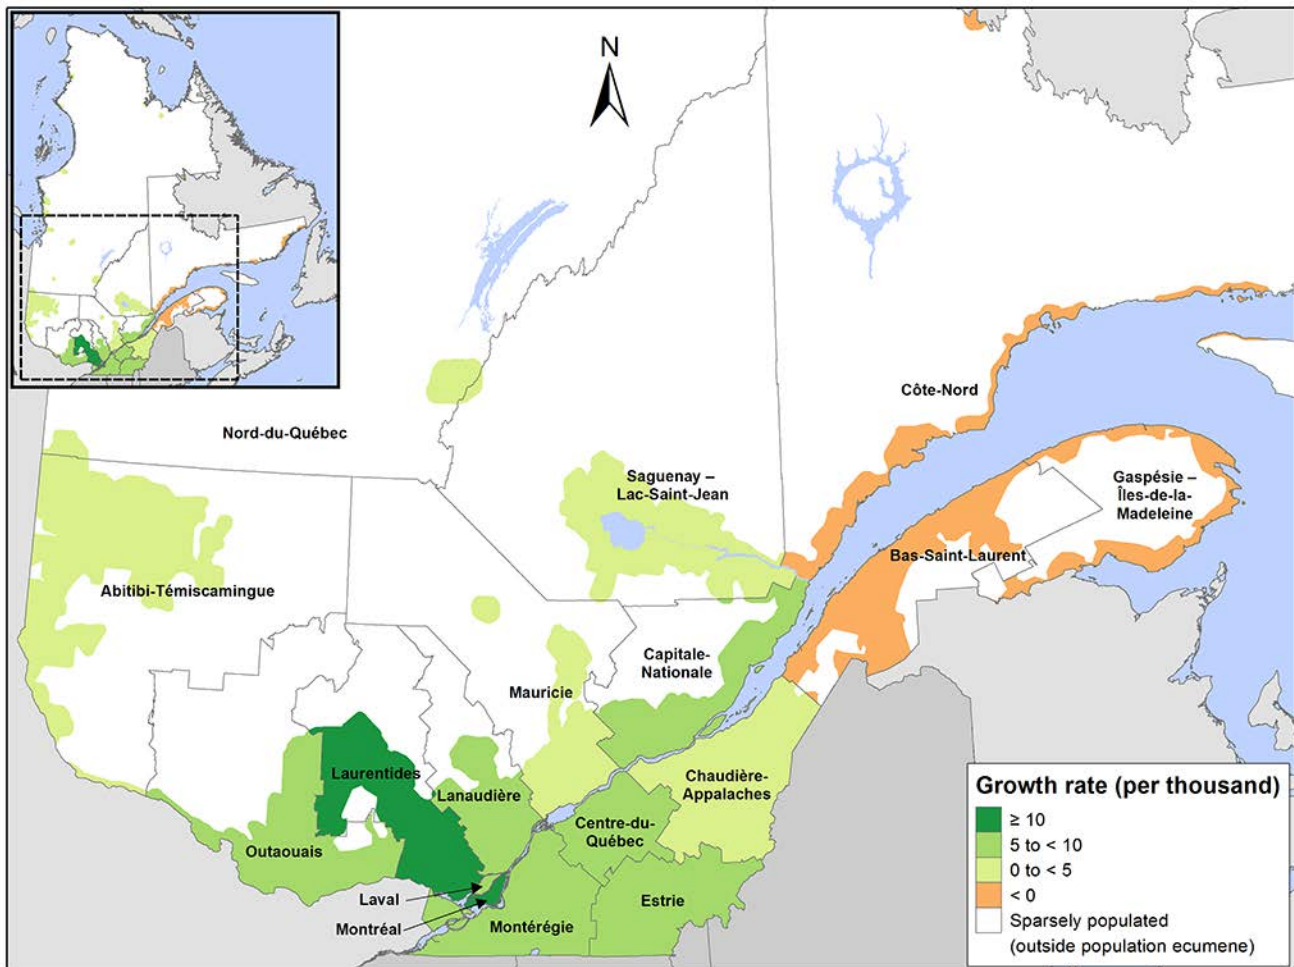 N
Côte-Nord
Nord-du-Québec
Saguenay –
Lac-Saint-Jean
Gaspésie –
Îles-de-la-
Madeleine
Bas-Saint-Laurent
Abitibi-Témiscamingue
Capitale-
Nationale
Mauricie
Laurentides
Lanaudière
Chaudière-
Appalaches
Centre-du-
Québec
Outaouais
Laval
Montréal
Montérégie
Estrie
Growth rate (per thousand)
≥ 10
5 to < 10
0 to < 5
< 0
Sparsely populated
(outside population ecumene)